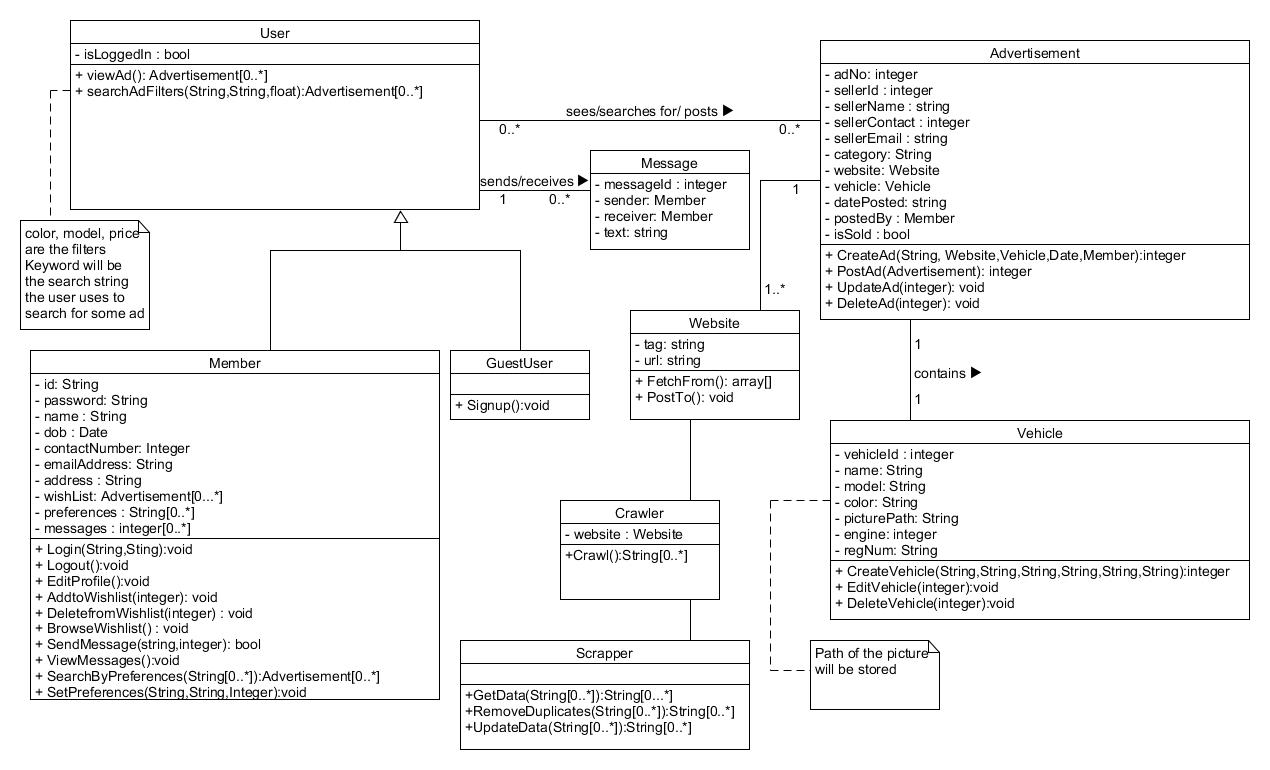 User
- isLoggedIn : bool
+ viewAd(): Advertisement[0..*]
+ searchAdFilters(String,String,float):Advertisement[0..*]
sees/searches for/ posts ▶
0..*
0..*
sends/receives ▶
1
0..*
Message
- messageId : integer
- sender: Member
- receiver: Member
- text: string
Advertisement
- adNo: integer
- sellerId : integer
- sellerName : string
- sellerContact : integer
- sellerEmail : string
- category: String
- website: Website
- vehicle: Vehicle
- datePosted: string
- postedBy : Member
- isSold : bool
+ CreateAd(String, Website,Vehicle,Date,Member):integer
+ PostAd(Advertisement): integer
+ UpdateAd(integer): void
+ DeleteAd(integer): void
1
1..*
color, model, price
are the filters
Keyword will be
the search string
the user uses to
search for some ad
Member
- id: String
- password: String
- name : String
- dob : Date
- contactNumber: Integer
- emailAddress: String
- address : String
- wishList: Advertisement[0...*]
- preferences : String[0..*]
- messages : integer[0..*]
+ Login(String,Sting):void
+ Logout():void
+ EditProfile():void
+ AddtoWishlist(integer): void
+ DeletefromWishlist(integer) : void
+ BrowseWishlist() : void
+ SendMessage(string,integer): bool
+ ViewMessages():void
+ SearchByPreferences(String[0..*]):Advertisement[0..*]
+ SetPreferences(String,String,Integer):void
GuestUser
+ Signup():void
Website
- tag: string
- url: string
+ FetchFrom(): array[]
+ PostTo(): void
1
contains ▶
1
Vehicle
- vehicleId : integer
- name: String
- model: String
- color: String
- picturePath: String
- engine: integer
- regNum: String
+ CreateVehicle(String,String,String,String,String,String):integer
+ EditVehicle(integer):void
+ DeleteVehicle(integer):void
Crawler
- website : Website
+Crawl():String[0..*]
Scrapper
+GetData(String[0..*]):String[0...*]
+RemoveDuplicates(String[0..*]):String[0..*]
+UpdateData(String[0..*]):String[0..*]
Path of the picture
will be stored